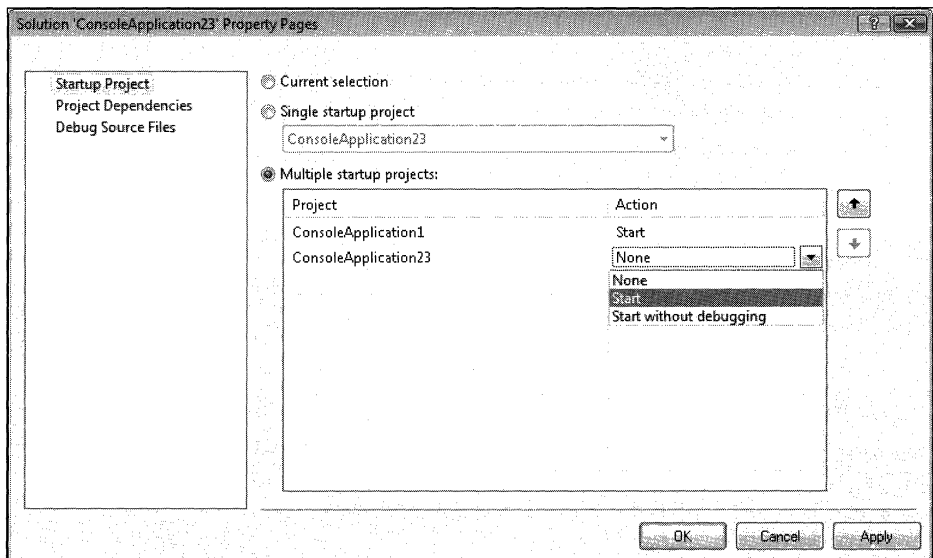 Solution 'ConsoleApplication23' Property Pages
Startup Project
Project Dependencies
Debug Source Files
Current selection
Single startup project
ConsoleApplication23
Multiple startup projects:
Project Action
ConsoleApplication1 Start
ConsoleApplication23 None
None
Start
Start without debugging
OK Cancel Apply